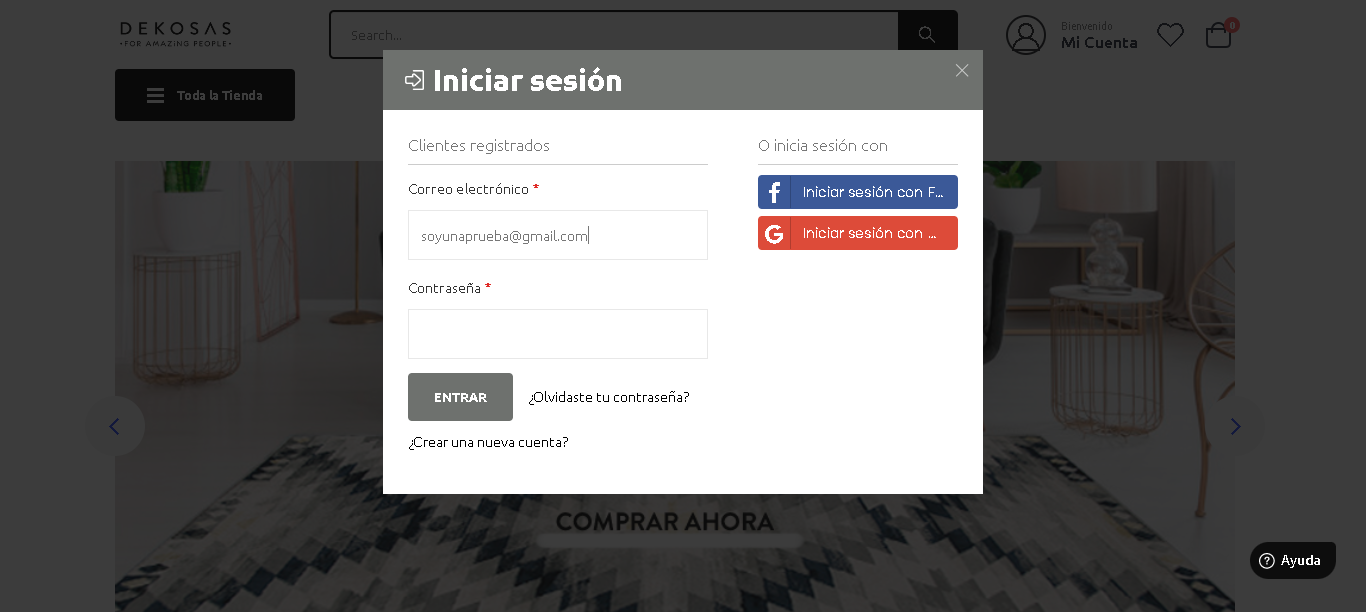 DEKOSAS
•FOR AMAZING PEOPLE•
Search...
Bienvenido
Mi Cuenta
0
Toda la Tienda
Iniciar sesión
Clientes registrados
O inicia sesión con
Correo electrónico *
Iniciar sesión con F...
soyunaprueba@gmail.com
Iniciar sesión con ...
Contraseña *
ENTRAR
¿Olvidaste tu contraseña?
¿Crear una nueva cuenta?
COMPRAR AHORA
Ayuda